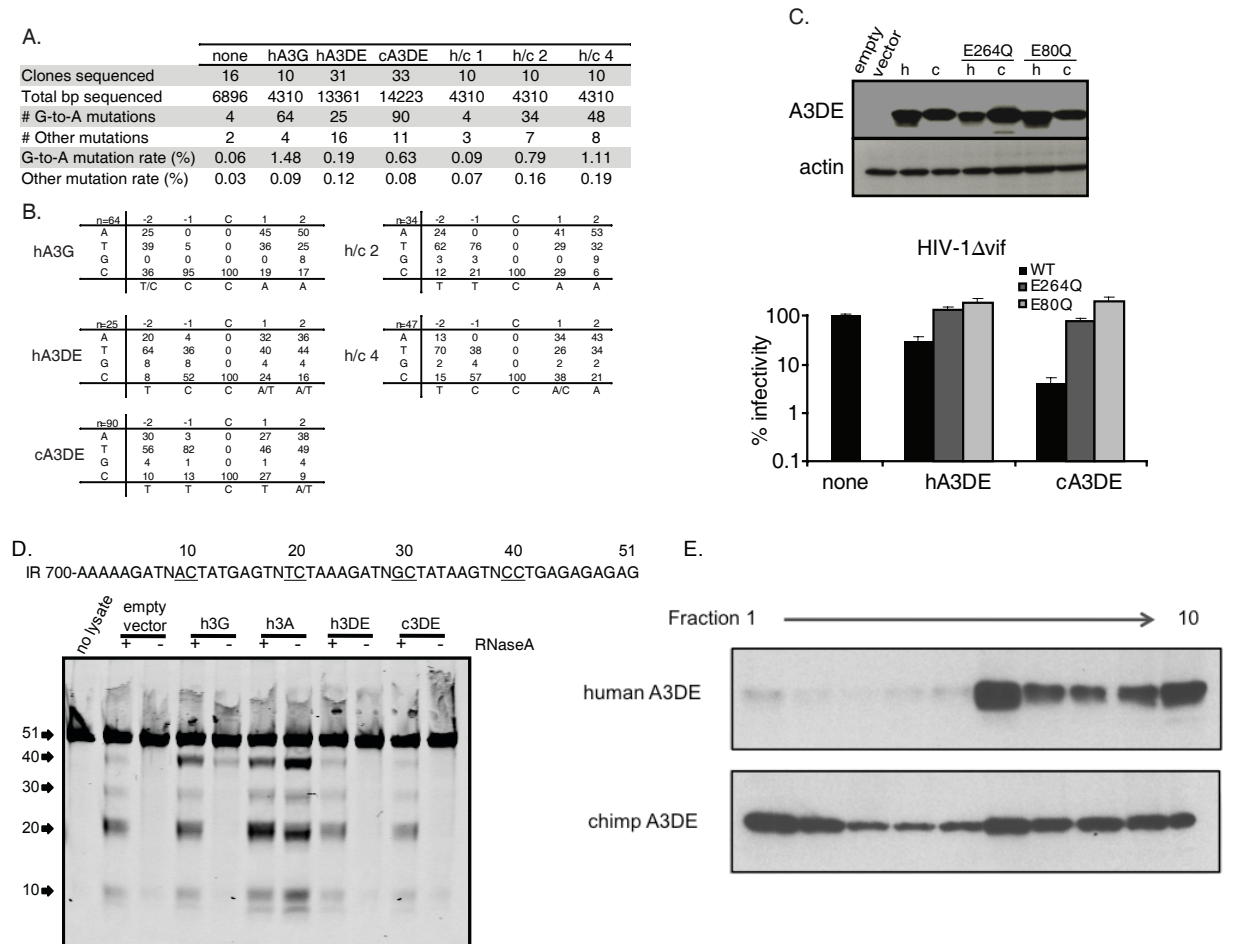 A.
none hA3G hA3DE cA3DE h/c 1 h/c 2 h/c 4
Clones sequenced 16 10 31 33 10 10 10
Total bp sequenced 6896 4310 13361 14223 4310 4310 4310
# G-to-A mutations 4 64 25 90 4 34 48
# Other mutations 2 4 16 11 3 7 8
G-to-A mutation rate (%) 0.06 1.48 0.19 0.63 0.09 0.79 1.11
Other mutation rate (%) 0.03 0.09 0.12 0.08 0.07 0.16 0.19
B.
hA3G
n=64 -2 -1 C 1 2
A 25 0 0 45 50
T 39 5 0 36 25
G 0 0 0 0 8
C 36 95 100 19 17
T/C C C A A
h/c 2
n=34 -2 -1 C 1 2
A 24 0 0 41 53
T 62 76 0 29 32
G 3 3 0 0 9
C 12 21 100 29 6
T T C A A
hA3DE
n=25 -2 -1 C 1 2
A 20 4 0 32 36
T 64 36 0 40 44
G 8 8 0 4 4
C 8 52 100 24 16
T C C A/T A/T
h/c 4
n=47 -2 -1 C 1 2
A 13 0 0 34 43
T 70 38 0 26 34
G 2 4 0 2 2
C 15 57 100 38 21
T C C A/C A
cA3DE
n=90 -2 -1 C 1 2
A 30 3 0 27 38
T 56 82 0 46 49
G 4 1 0 1 4
C 10 13 100 27 9
T T C T A/T
C.
empty vector
E264Q E80Q
h c h c h c
A3DE
actin
HIV-1Δvif
WT
E264Q
E80Q
% infectivity
100
10
1
0.1
none hA3DE cA3DE
D.
10 20 30 40 51
IR 700-AAAAAGATNACTATGAGTNTCTAAAGATNGCTATAAGTNCCTGAGAGAGAG
no lysate
empty vector h3G h3A h3DE c3DE
+ - + - + - + - + - RNaseA
51
40
30
20
10
E.
Fraction 1 10
human A3DE
chimp A3DE